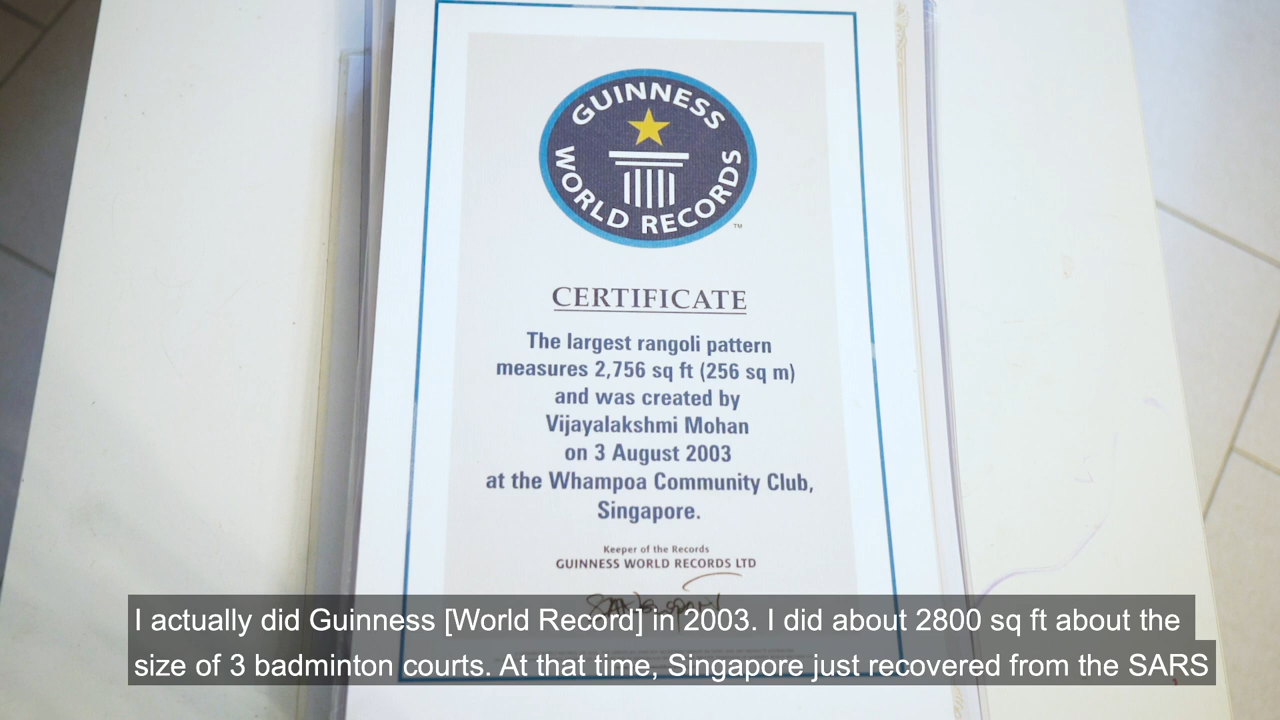 GUINNESS
WORLD RECORDS
TM
CERTIFICATE
The largest rangoli pattern
measures 2,756 sq ft (256 sq m)
and was created by
Vijayalakshmi Mohan
on 3 August 2003
at the Whampoa Community Club,
Singapore.
Keeper of the Records
GUINNESS WORLD RECORDS LTD
I actually did Guinness [World Record] in 2003. I did about 2800 sq ft about the
size of 3 badminton courts. At that time, Singapore just recovered from the SARS